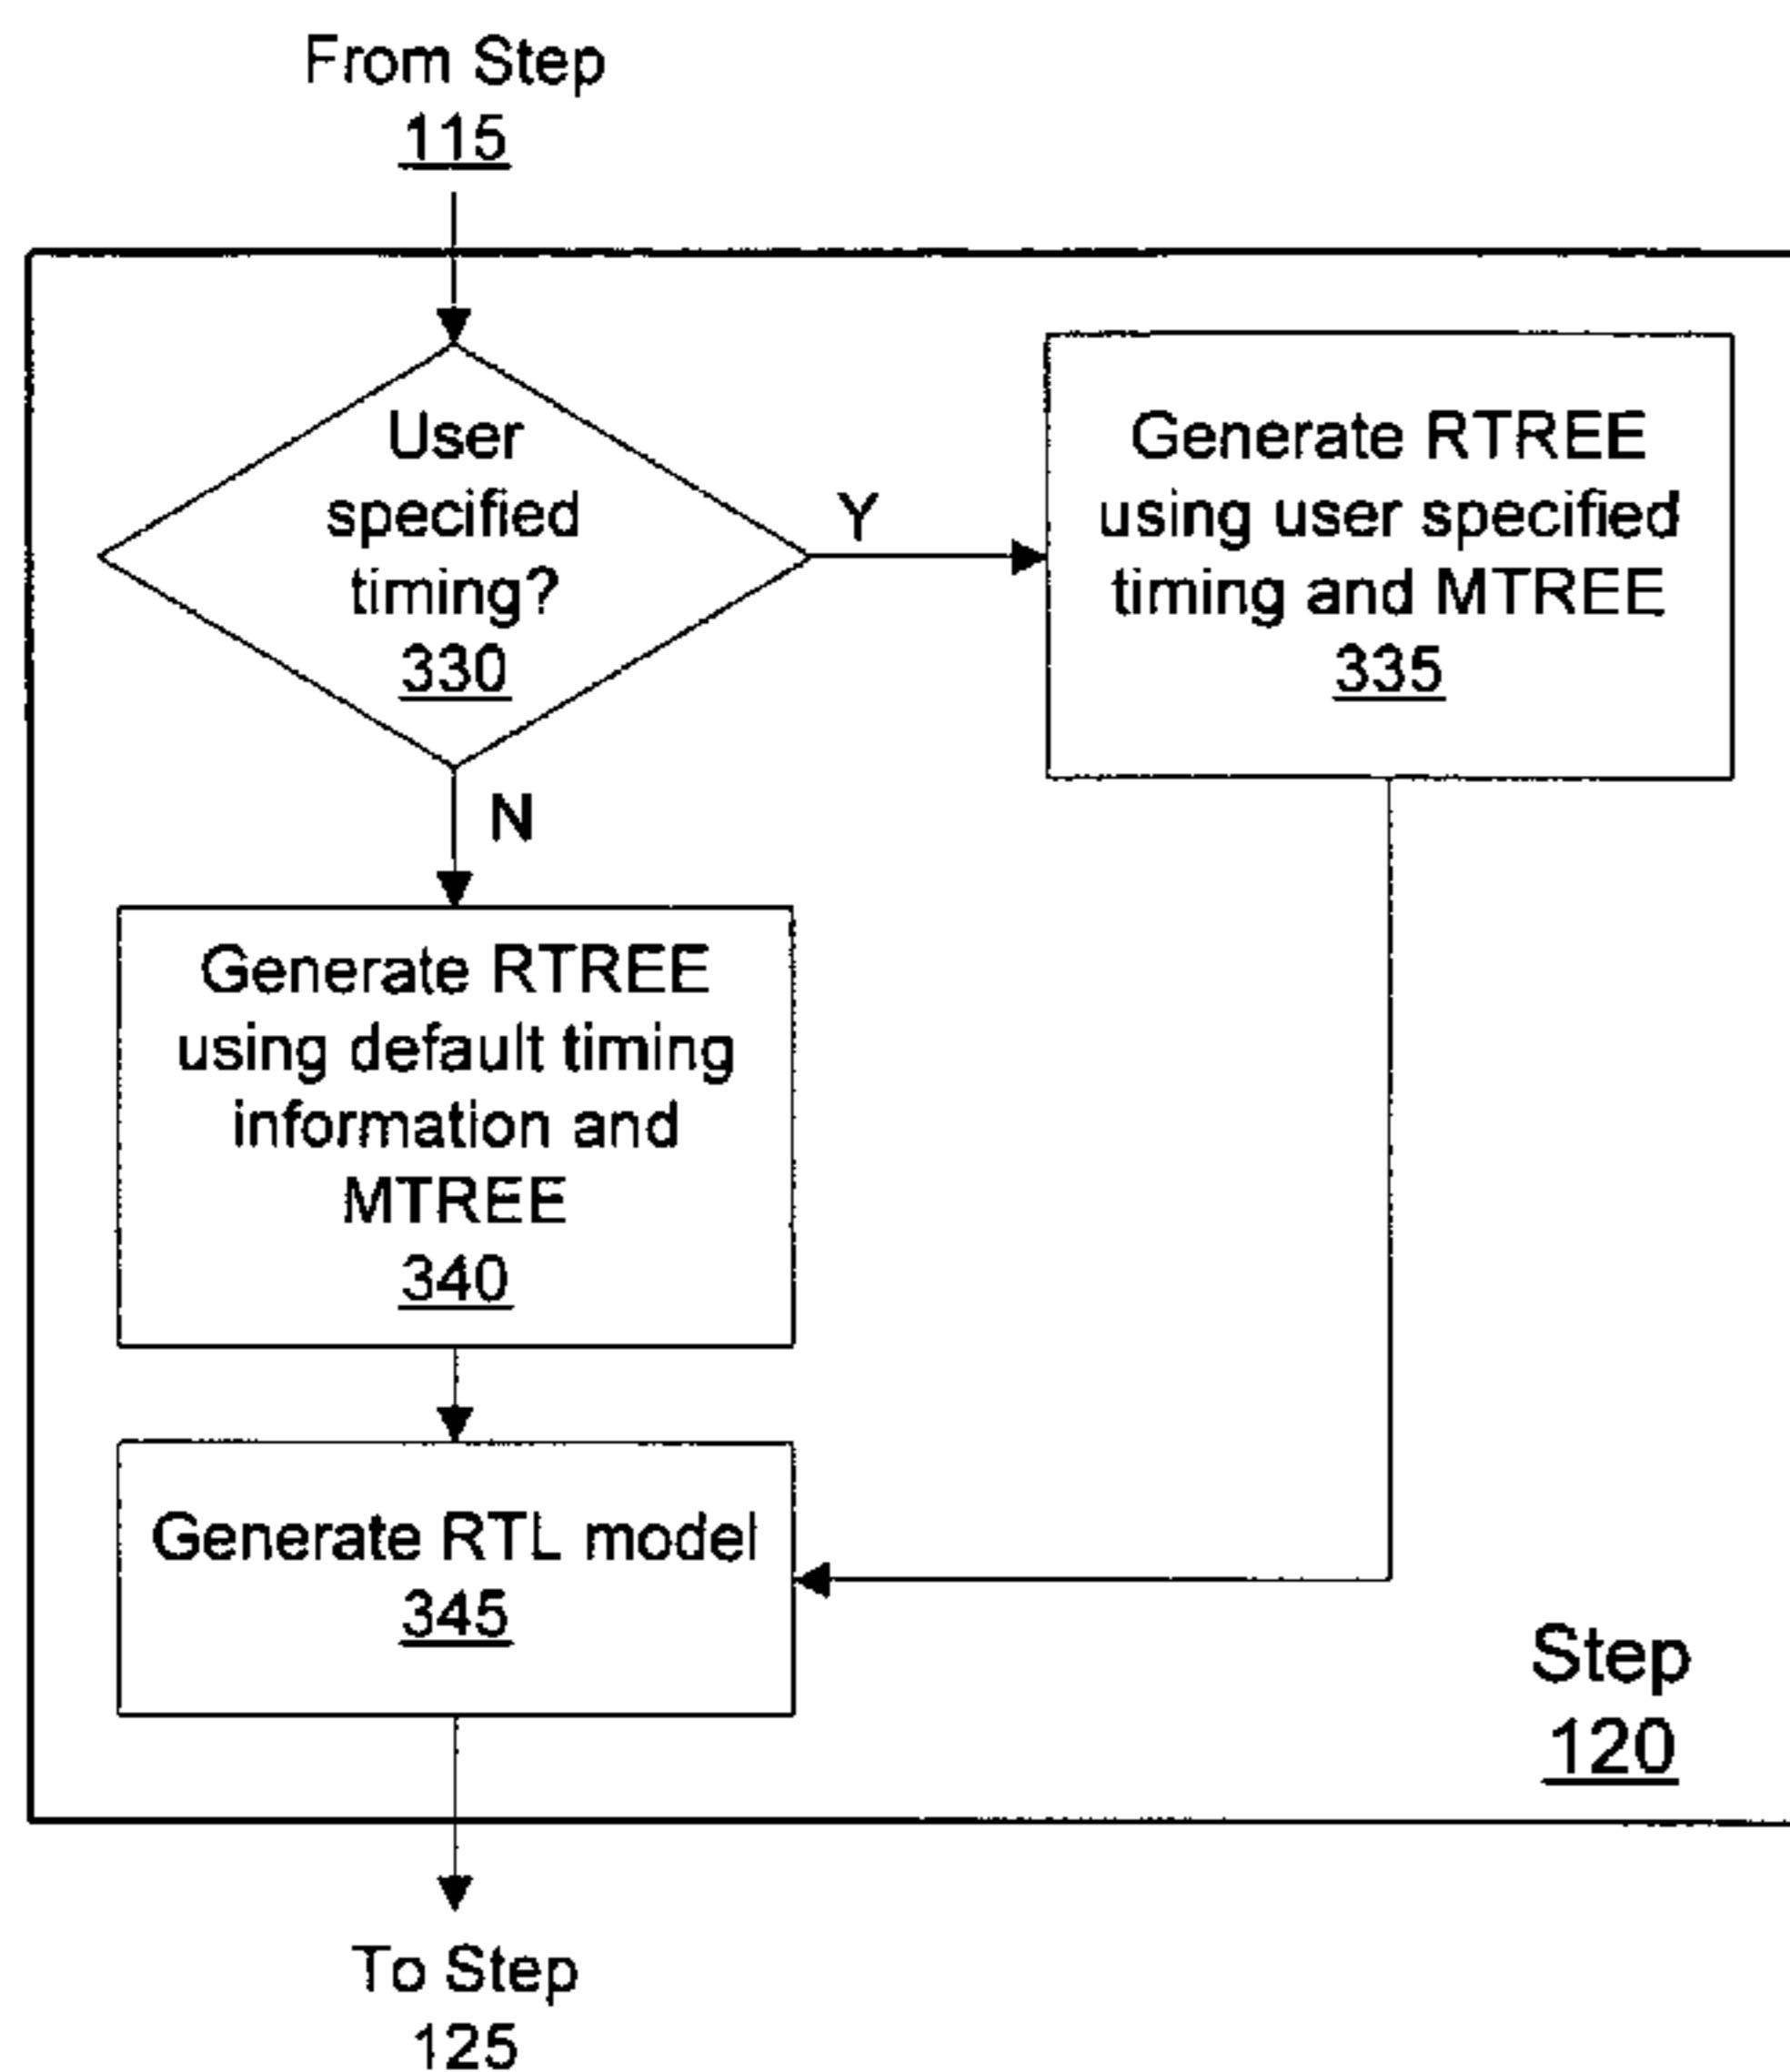 From Step
115
User
specified
timing?
330
Y
Generate RTREE
using user specified
timing and MTREE
335
N
Generate RTREE
using default timing
information and
MTREE
340
Generate RTL model
345
Step
120
To Step
125